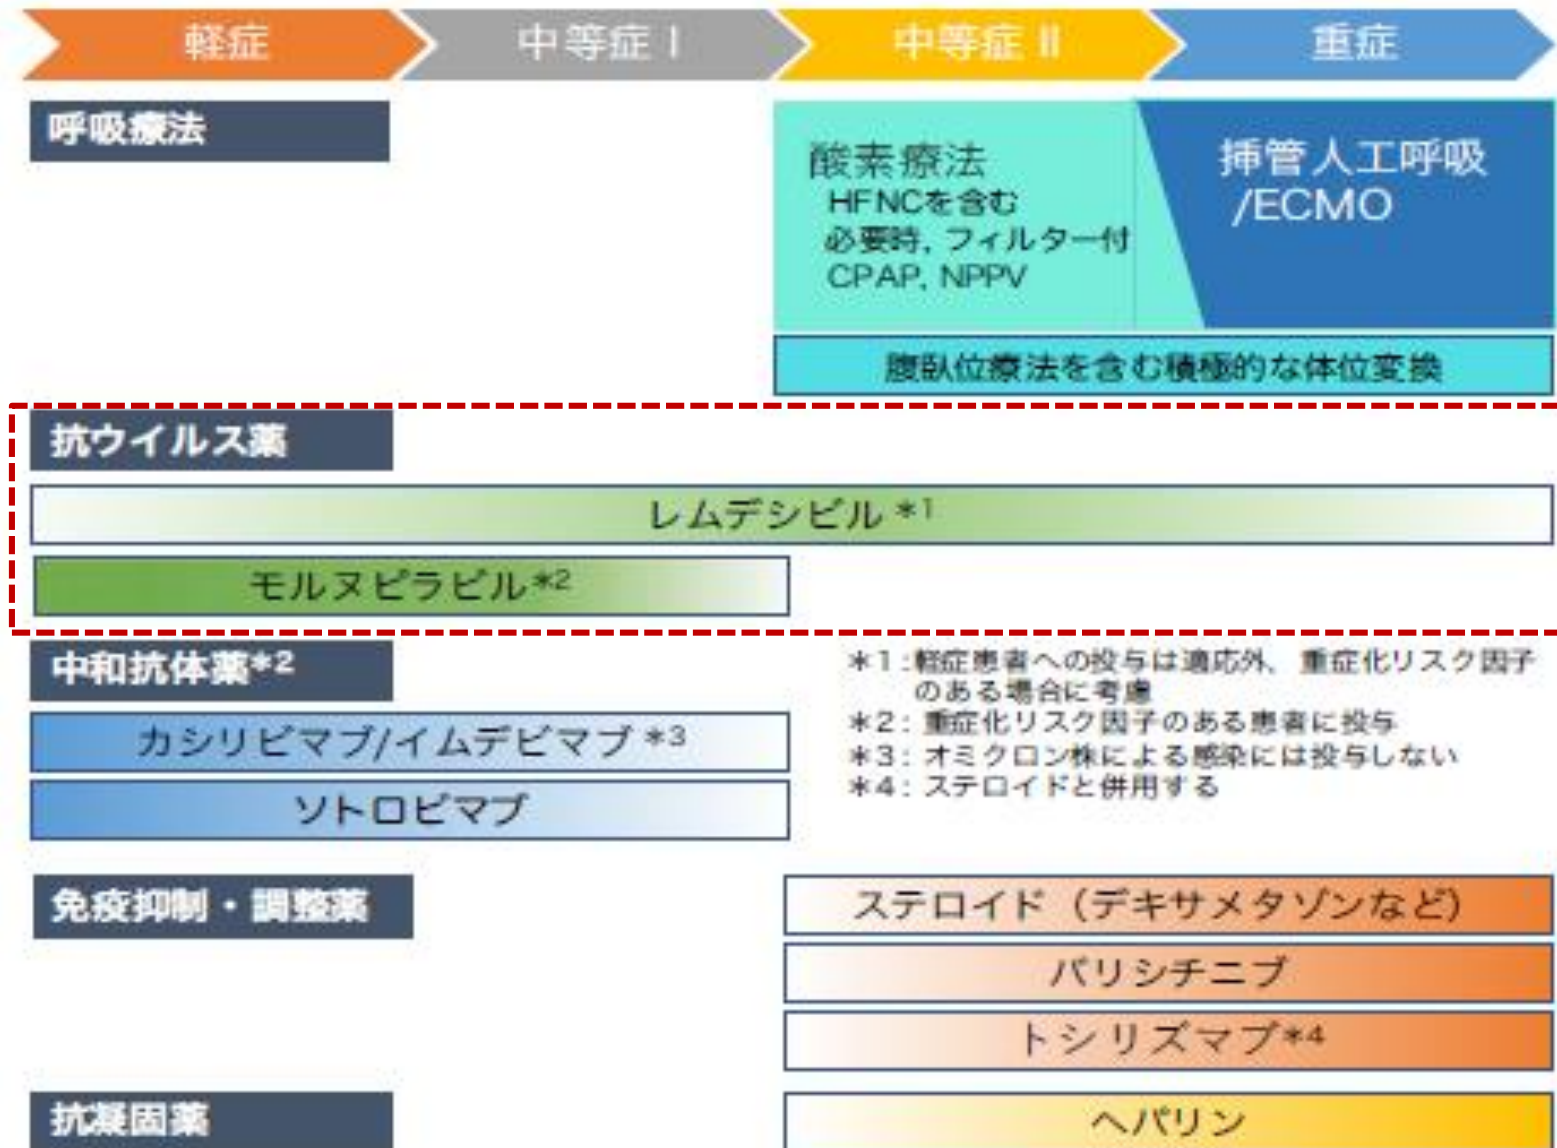 軽症
中等症 I
中等症 II
重症
呼吸療法
酸素療法
HFNCを含む
必要時, フィルター付
CPAP, NPPV
挿管人工呼吸
/ECMO
腹臥位療法を含む積極的な体位変換
抗ウイルス薬
レムデシビル *1
モルヌピラビル*2
中和抗体薬*2
カシリビマブ/イムデビマブ *3
ソトロビマブ
*1:軽症患者への投与は適応外、重症化リスク因子
のある場合に考慮
*2: 重症化リスク因子のある患者に投与
*3: オミクロン株による感染には投与しない
*4: ステロイドと併用する
免疫抑制・調整薬
ステロイド（デキサメタゾンなど）
バリシチニブ
トシリズマブ*4
抗凝固薬
ヘパリン